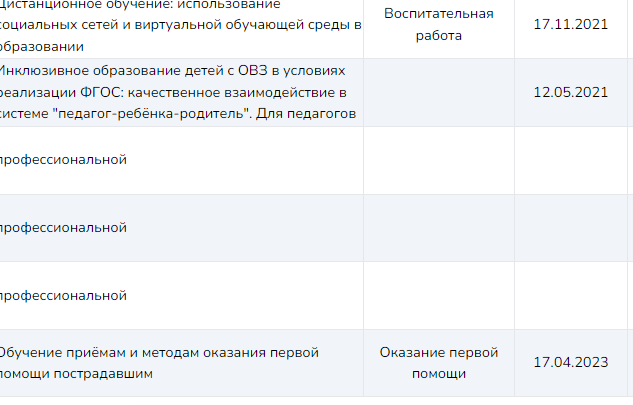 Дистанционное обучение: использование
социальных сетей и виртуальной обучающей среды в
образовании
Воспитательная
работа
17.11.2021
Инклюзивное образование детей с ОВЗ в условиях
реализации ФГОС: качественное взаимодействие в
системе "педагог-ребёнка-родитель". Для педагогов
12.05.2021
профессиональной
профессиональной
профессиональной
Обучение приёмам и методам оказания первой
помощи пострадавшим
Оказание первой
помощи
17.04.2023